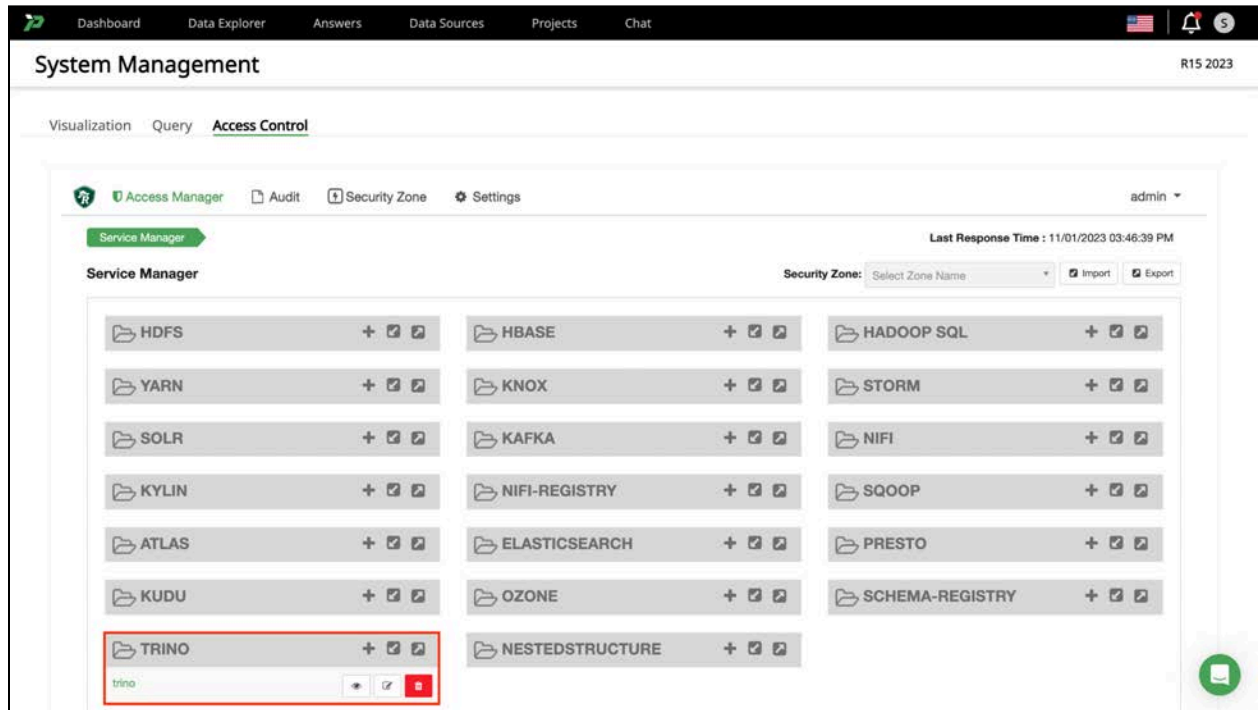 Dashboard Data Explorer Answers Data Sources Projects Chat S
System Management R15 2023
Visualization Query Access Control
Access Manager Audit Security Zone Settings admin
Service Manager Last Response Time : 11/01/2023 03:46:39 PM
Service Manager Security Zone: Select Zone Name Import Export
HDFS HBASE HADOOP SQL
YARN KNOX STORM
SOLR KAFKA NIFI
KYLIN NIFI-REGISTRY SQOOP
ATLAS ELASTICSEARCH PRESTO
KUDU OZONE SCHEMA-REGISTRY
TRINO NESTEDSTRUCTURE
trino